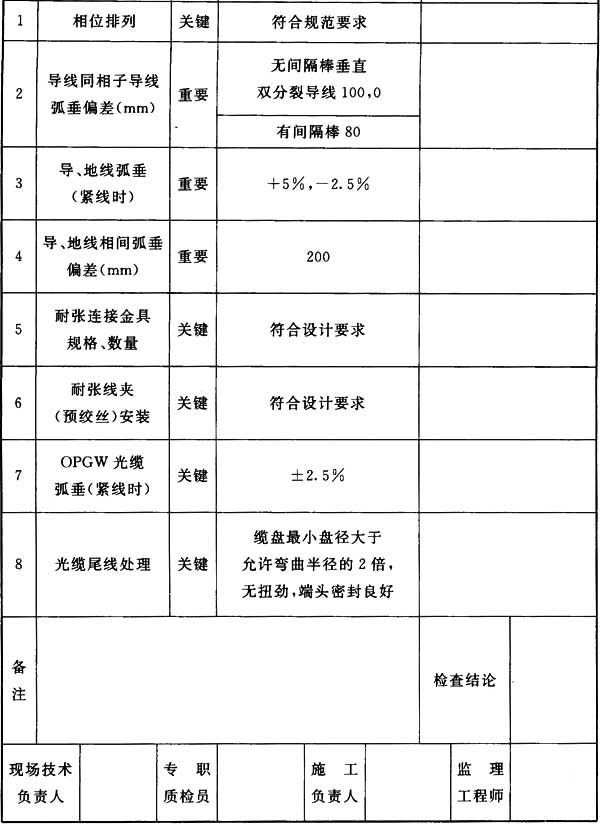 1 相位排列 关键 符合规范要求
2 导线同相子导线弧垂偏差(mm) 重要 无间隔棒垂直双分裂导线 100,0
有间隔棒 80
3 导、地线弧垂(紧线时) 重要 +5%,-2.5%
4 导、地线相间弧垂偏差(mm) 重要 200
5 耐张连接金具规格、数量 关键 符合设计要求
6 耐张线夹(预绞丝)安装 关键 符合设计要求
7 OPGW 光缆弧垂(紧线时) 关键 ±2.5%
8 光缆尾线处理 关键 缆盘最小盘径大于允许弯曲半径的 2 倍,无扭劲,端头密封良好
备注 检查结论
现场技术负责人 专职质检员 施工负责人 监理工程师